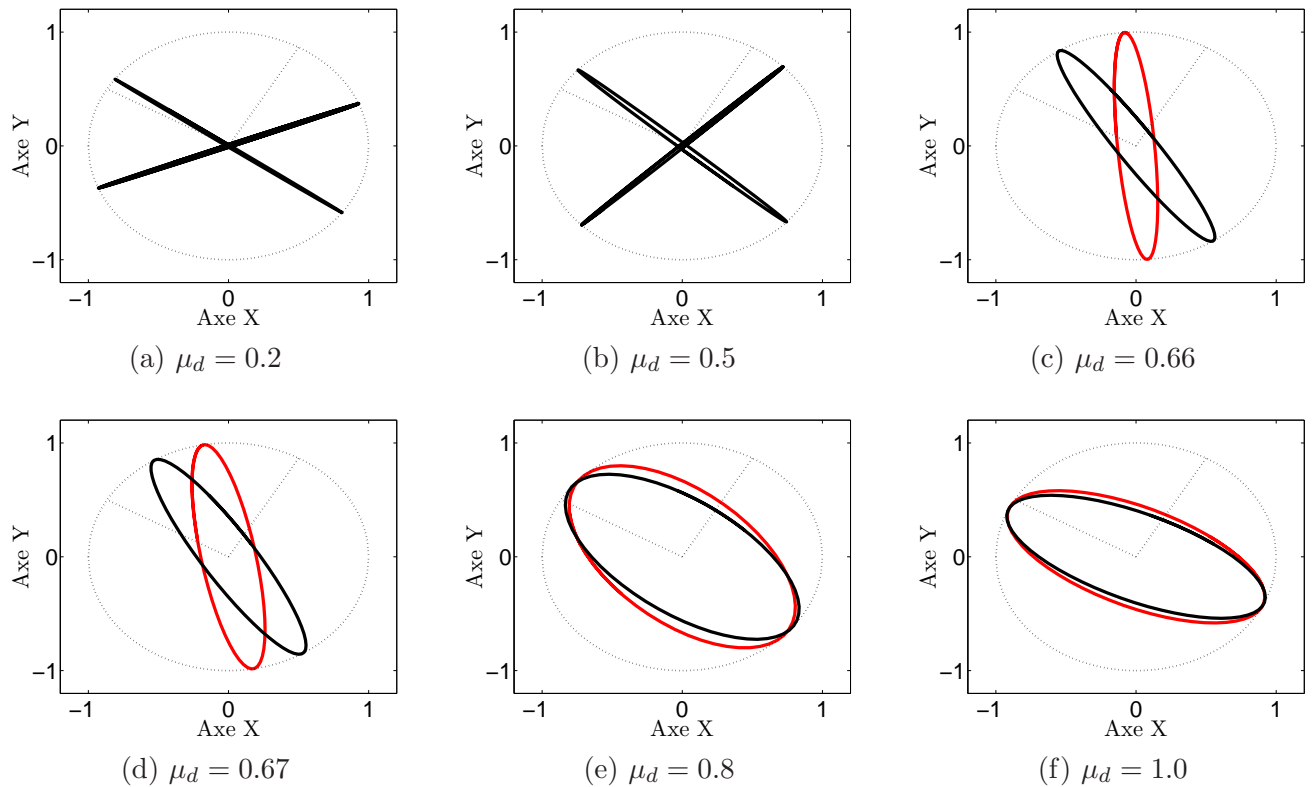 1
0
−1
Axe Y
−1 0 1
Axe X
(a) μ_d = 0.2
1
0
−1
Axe Y
−1 0 1
Axe X
(b) μ_d = 0.5
1
0
−1
Axe Y
−1 0 1
Axe X
(c) μ_d = 0.66
1
0
−1
Axe Y
−1 0 1
Axe X
(d) μ_d = 0.67
1
0
−1
Axe Y
−1 0 1
Axe X
(e) μ_d = 0.8
1
0
−1
Axe Y
−1 0 1
Axe X
(f) μ_d = 1.0